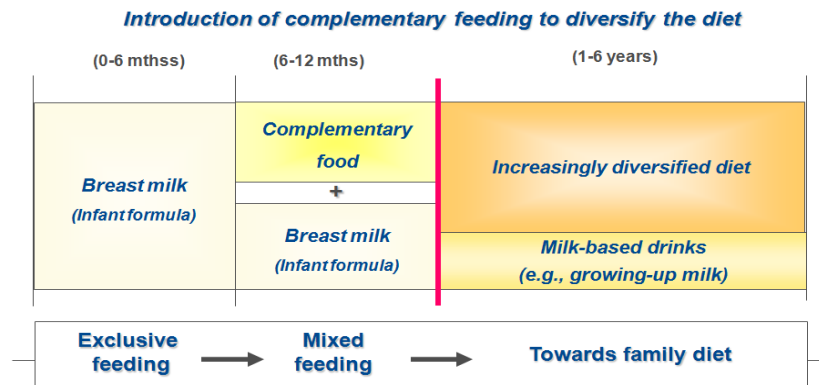 Introduction of complementary feeding to diversify the diet
(0-6 mthss)
(6-12 mths)
(1-6 years)
Breast milk
(Infant formula)
Complementary
food
+
Breast milk
(Infant formula)
Increasingly diversified diet
Milk-based drinks
(e.g., growing-up milk)
Exclusive
feeding
Mixed
feeding
Towards family diet